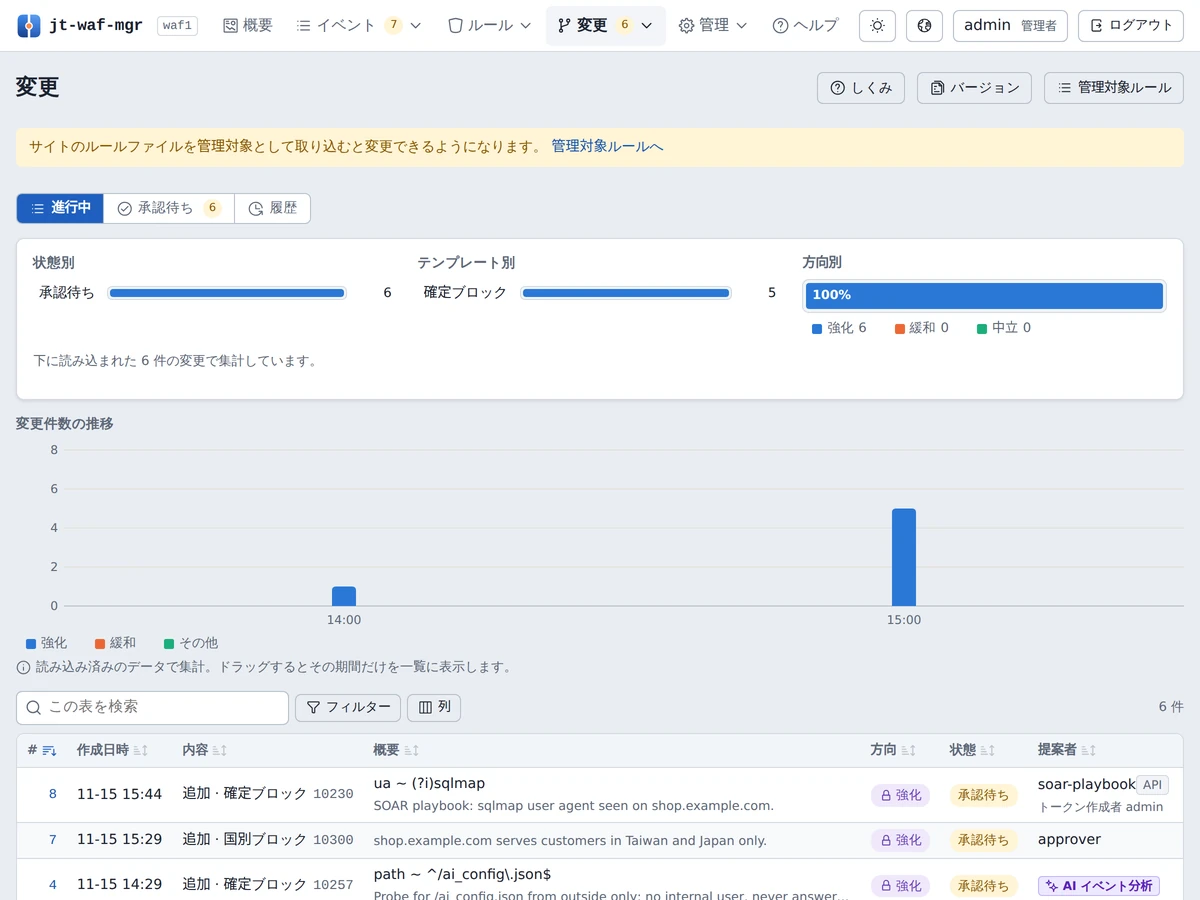 jt-waf-mgr waf1 概要 イベント 7 ルール 変更 6 管理 ヘルプ admin 管理者 ログアウト
変更 しくみ バージョン 管理対象ルール
サイトのルールファイルを管理対象として取り込むと変更できるようになります。 管理対象ルールへ
進行中 承認待ち 6 履歴
状態別 テンプレート別 方向別
承認待ち 6 確定ブロック 5 100%
強化 6 緩和 0 中立 0
下に読み込まれた 6 件の変更で集計しています。
変更件数の推移
8
6
4
2
0
14:00 15:00
強化 緩和 その他
読み込み済みのデータで集計。ドラッグするとその期間だけを一覧に表示します。
この表を検索 フィルター 列 6 件
# 作成日時 内容 概要 方向 状態 提案者
8 11-15 15:44 追加 · 確定ブロック 10230 ua ~ (?i)sqlmap 強化 承認待ち soar-playbook API
SOAR playbook: sqlmap user agent seen on shop.example.com. トークン作成者 admin
7 11-15 15:29 追加 · 国別ブロック 10300 shop.example.com serves customers in Taiwan and Japan only. 強化 承認待ち approver
4 11-15 14:29 追加 · 確定ブロック 10257 path ~ ^/ai_config\.json$ 強化 承認待ち AI イベント分析
Probe for /ai_config.json from outside only; no internal user, never answer...